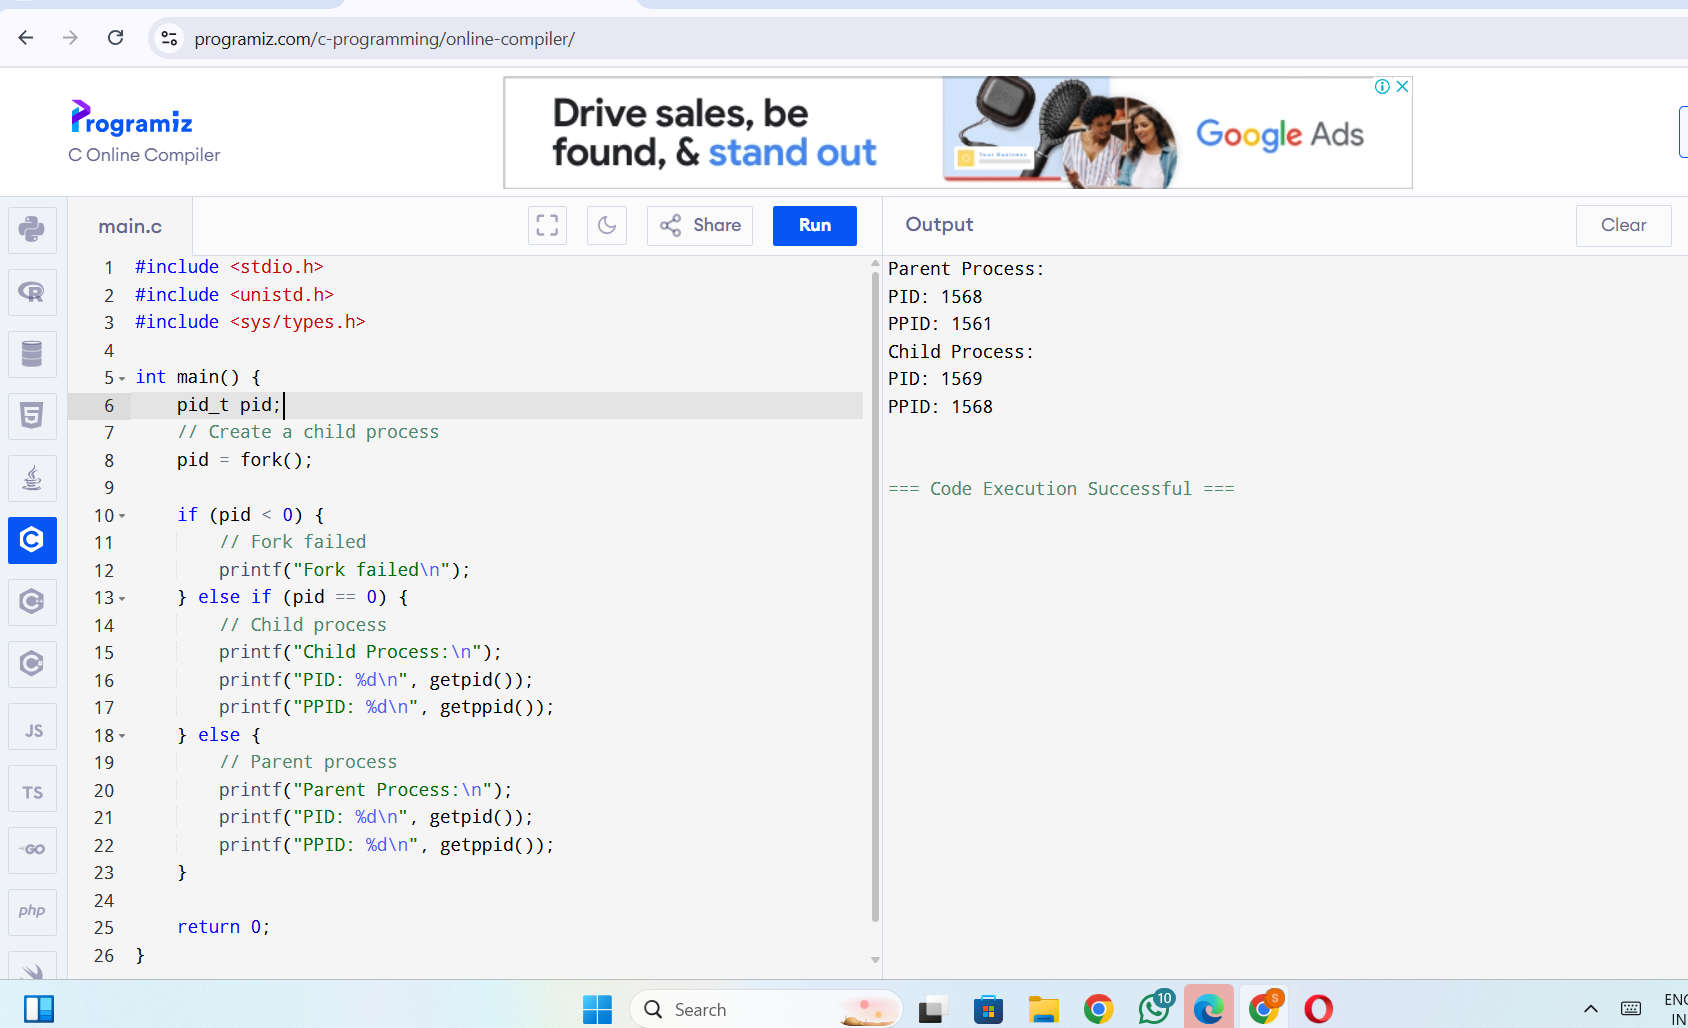 programiz.com/c-programming/online-compiler/
Programiz
C Online Compiler
Drive sales, be
found, & stand out
Your Business
Google Ads
main.c
Share
Run
Output
Clear
1 #include <stdio.h>
2 #include <unistd.h>
3 #include <sys/types.h>
4
5 int main() {
6 pid_t pid;
7 // Create a child process
8 pid = fork();
9
10 if (pid < 0) {
11 // Fork failed
12 printf("Fork failed\n");
13 } else if (pid == 0) {
14 // Child process
15 printf("Child Process:\n");
16 printf("PID: %d\n", getpid());
17 printf("PPID: %d\n", getppid());
18 } else {
19 // Parent process
20 printf("Parent Process:\n");
21 printf("PID: %d\n", getpid());
22 printf("PPID: %d\n", getppid());
23 }
24
25 return 0;
26 }
Parent Process:
PID: 1568
PPID: 1561
Child Process:
PID: 1569
PPID: 1568
=== Code Execution Successful ===
R
5
C
JS
TS
GO
php
Search
10
S
ENG
IN